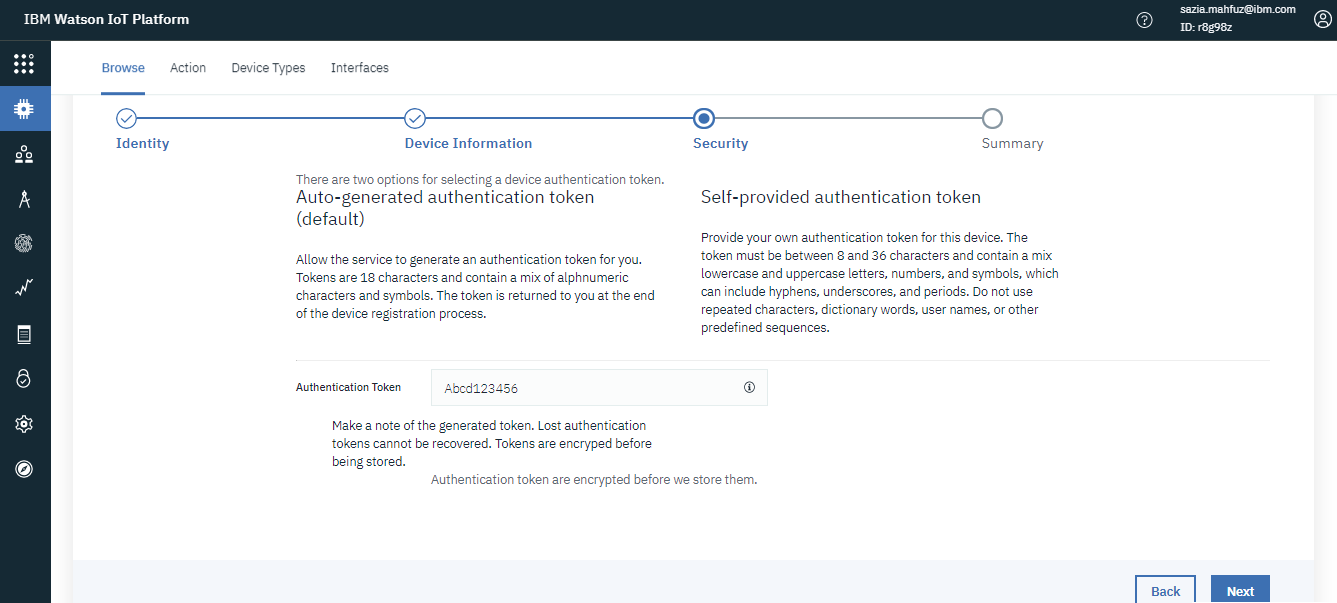 IBM Watson IoT Platform
sazia.mahfuz@ibm.com
ID: r8g98z
Browse
Action
Device Types
Interfaces
Identity
Device Information
Security
Summary
There are two options for selecting a device authentication token.
Auto-generated authentication token
(default)
Allow the service to generate an authentication token for you.
Tokens are 18 characters and contain a mix of alphnumeric
characters and symbols. The token is returned to you at the end
of the device registration process.
Self-provided authentication token
Provide your own authentication token for this device. The
token must be between 8 and 36 characters and contain a mix
lowercase and uppercase letters, numbers, and symbols, which
can include hyphens, underscores, and periods. Do not use
repeated characters, dictionary words, user names, or other
predefined sequences.
Authentication Token
Abcd123456
Make a note of the generated token. Lost authentication
tokens cannot be recovered. Tokens are encryped before
being stored.
Authentication token are encrypted before we store them.
Back
Next